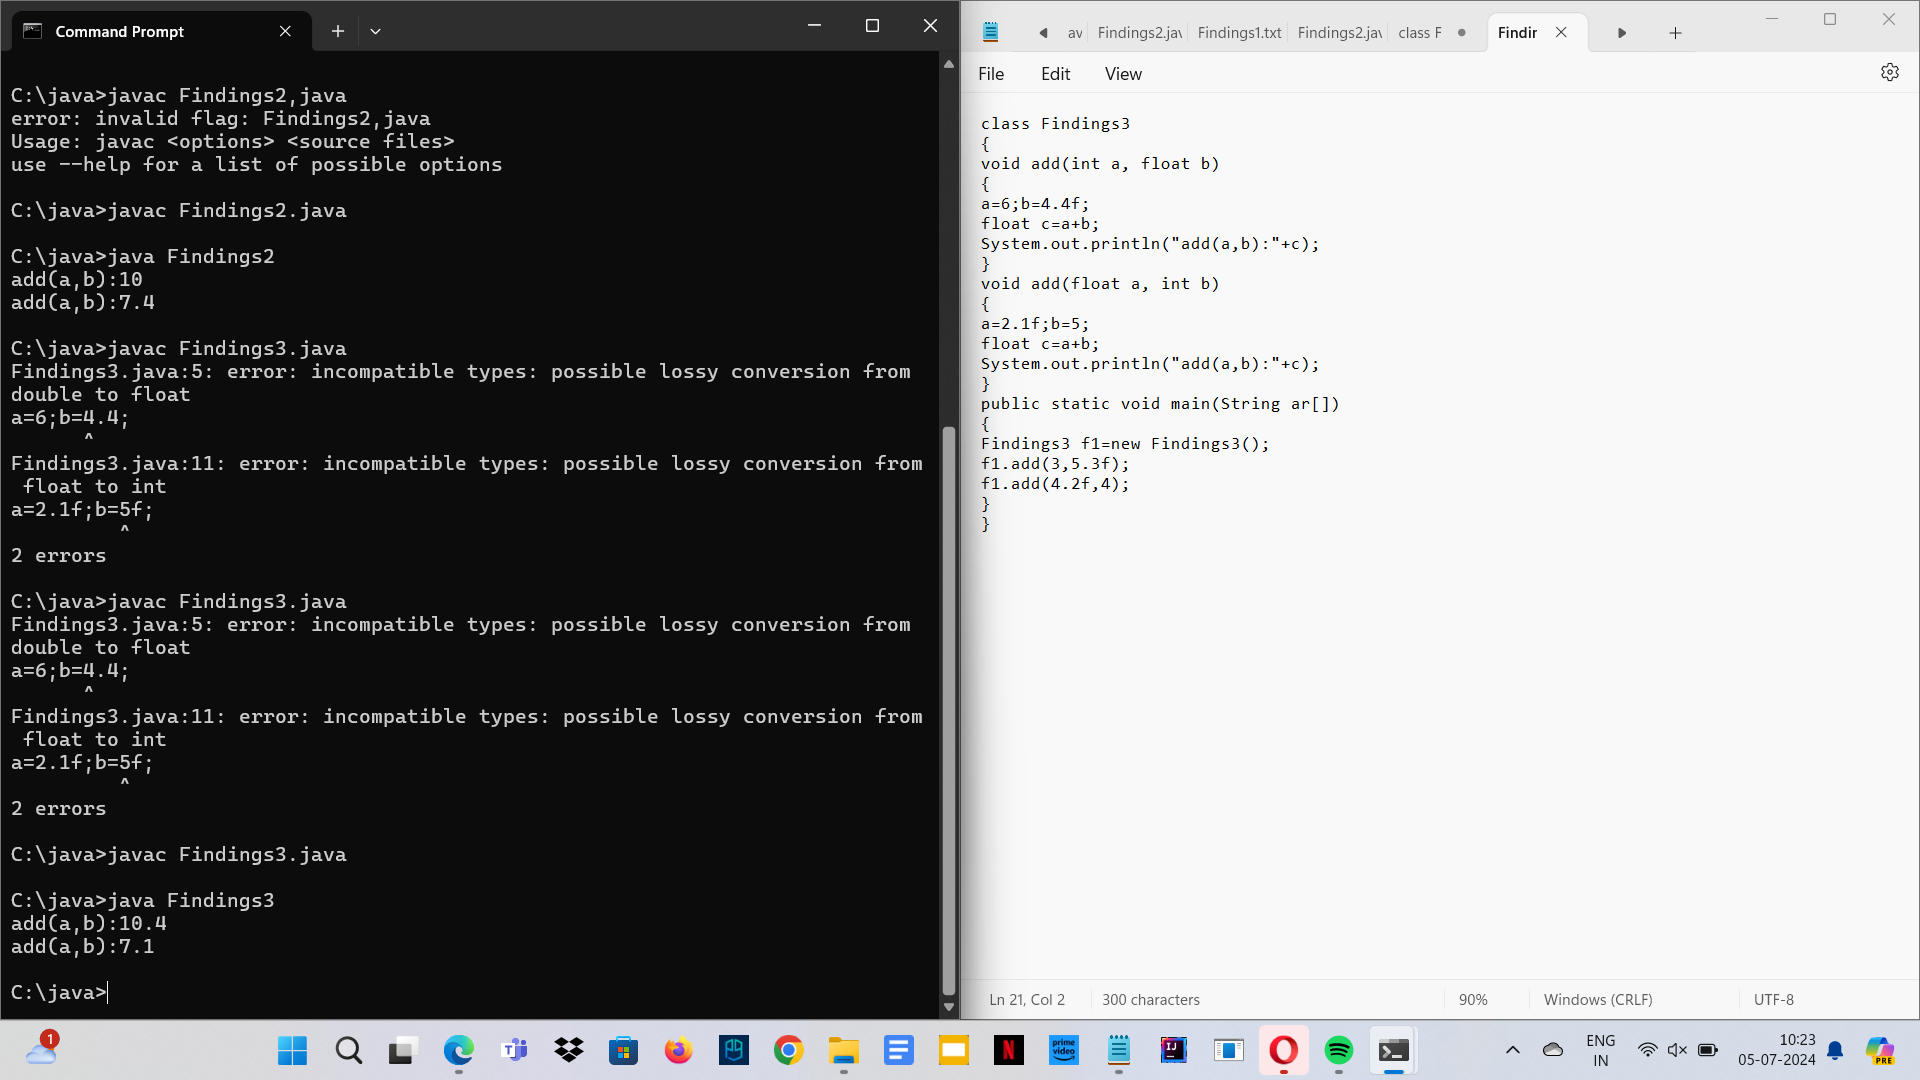 Command Prompt
C:\java>javac Findings2,java
error: invalid flag: Findings2,java
Usage: javac <options> <source files>
use --help for a list of possible options
C:\java>javac Findings2.java
C:\java>java Findings2
add(a,b):10
add(a,b):7.4
C:\java>javac Findings3.java
Findings3.java:5: error: incompatible types: possible lossy conversion from
double to float
a=6;b=4.4;
^
Findings3.java:11: error: incompatible types: possible lossy conversion from
float to int
a=2.1f;b=5f;
^
2 errors
C:\java>javac Findings3.java
Findings3.java:5: error: incompatible types: possible lossy conversion from
double to float
a=6;b=4.4;
^
Findings3.java:11: error: incompatible types: possible lossy conversion from
float to int
a=2.1f;b=5f;
^
2 errors
C:\java>javac Findings3.java
C:\java>java Findings3
add(a,b):10.4
add(a,b):7.1
C:\java>
av Findings2.jav Findings1.txt Findings2.jav class F Findin
File Edit View
class Findings3
{
void add(int a, float b)
{
a=6;b=4.4f;
float c=a+b;
System.out.println("add(a,b):"+c);
}
void add(float a, int b)
{
a=2.1f;b=5;
float c=a+b;
System.out.println("add(a,b):"+c);
}
public static void main(String ar[])
{
Findings3 f1=new Findings3();
f1.add(3,5.3f);
f1.add(4.2f,4);
}
}
Ln 21, Col 2 300 characters 90% Windows (CRLF) UTF-8
1
prime video
ENG
IN
10:23
05-07-2024
PRE